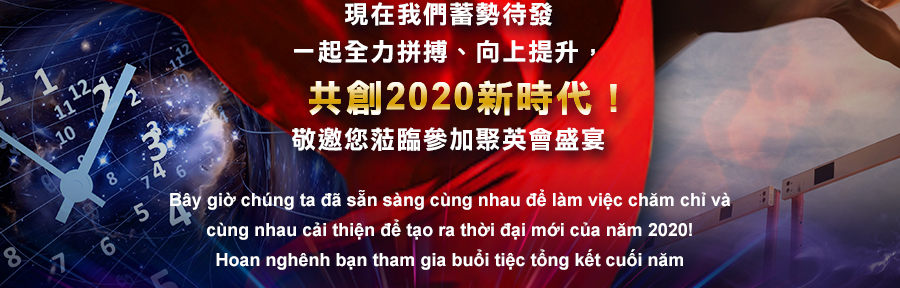 現在我們蓄勢待發
一起全力拼搏、向上提升，
共創2020新時代！
敬邀您蒞臨參加聚英會盛宴
Bây giờ chúng ta đã sẵn sàng cùng nhau để làm việc chăm chỉ và
cùng nhau cải thiện để tạo ra thời đại mới của năm 2020!
Hoan nghênh bạn tham gia buổi tiệc tổng kết cuối năm